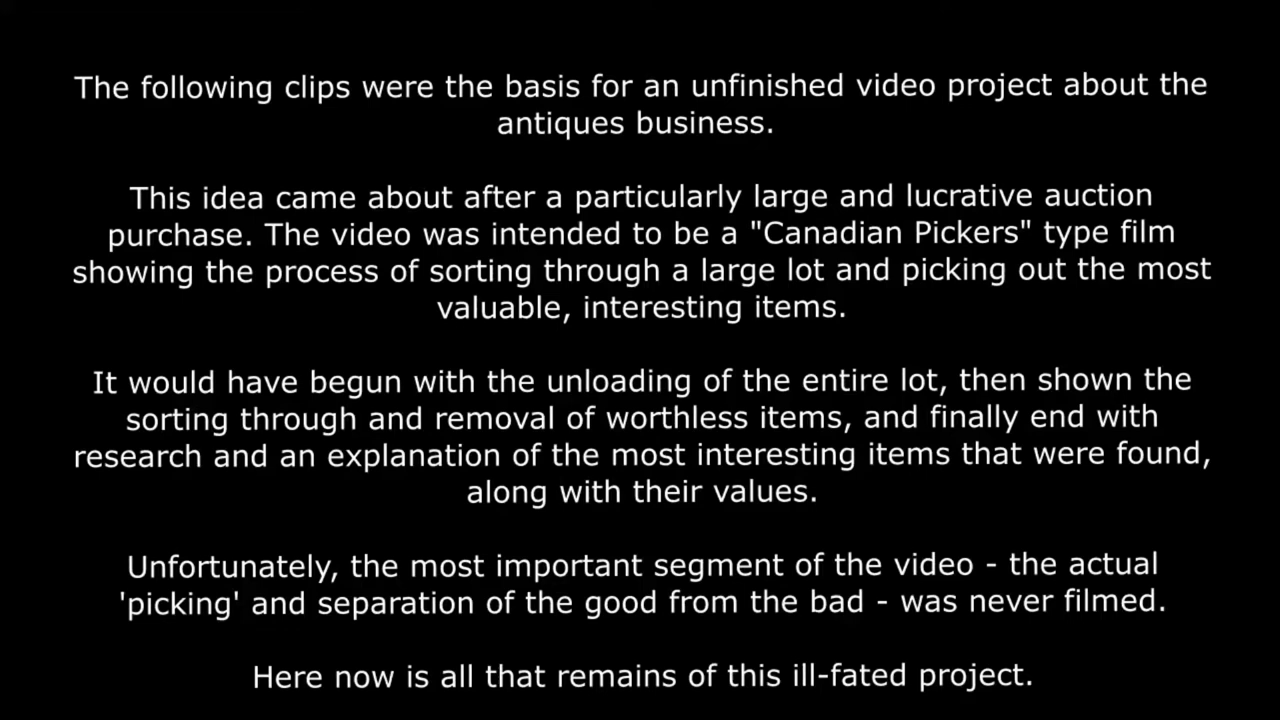 The following clips were the basis for an unfinished video project about the
antiques business.
This idea came about after a particularly large and lucrative auction
purchase. The video was intended to be a "Canadian Pickers" type film
showing the process of sorting through a large lot and picking out the most
valuable, interesting items.
It would have begun with the unloading of the entire lot, then shown the
sorting through and removal of worthless items, and finally end with
research and an explanation of the most interesting items that were found,
along with their values.
Unfortunately, the most important segment of the video - the actual
'picking' and separation of the good from the bad - was never filmed.
Here now is all that remains of this ill-fated project.